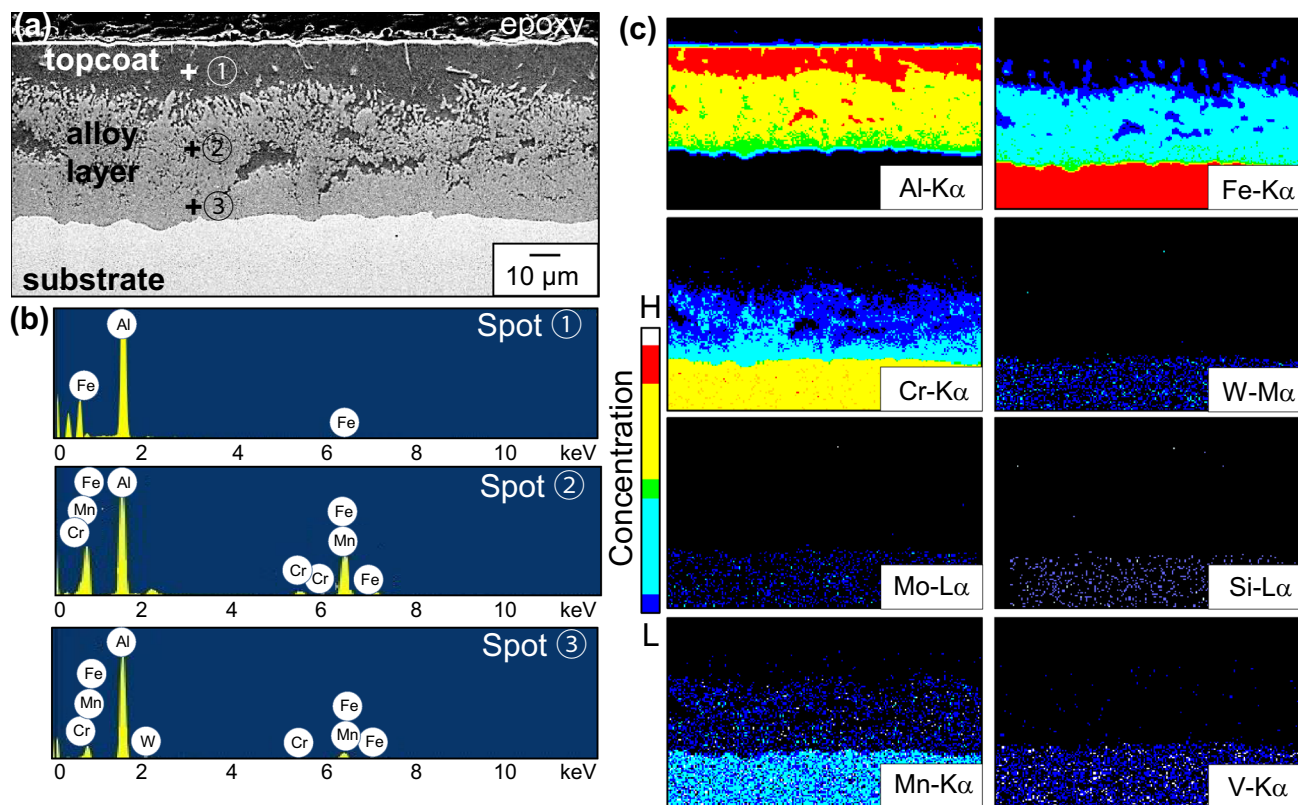 (a)
epoxy
topcoat
①
alloy
layer
②
③
substrate
10 µm
(b)
Spot ①
Al
Fe
Fe
0 2 4 6 8 10 keV
Spot ②
Fe
Al
Mn
Cr
Fe
Mn
Cr
Cr
Fe
0 2 4 6 8 10 keV
Spot ③
Al
Fe
Mn
Cr
W
Fe
Mn
Cr
Fe
0 2 4 6 8 10 keV
(c)
Al-Kα
Fe-Kα
H
Concentration
L
Cr-Kα
W-Mα
Mo-Lα
Si-Lα
Mn-Kα
V-Kα